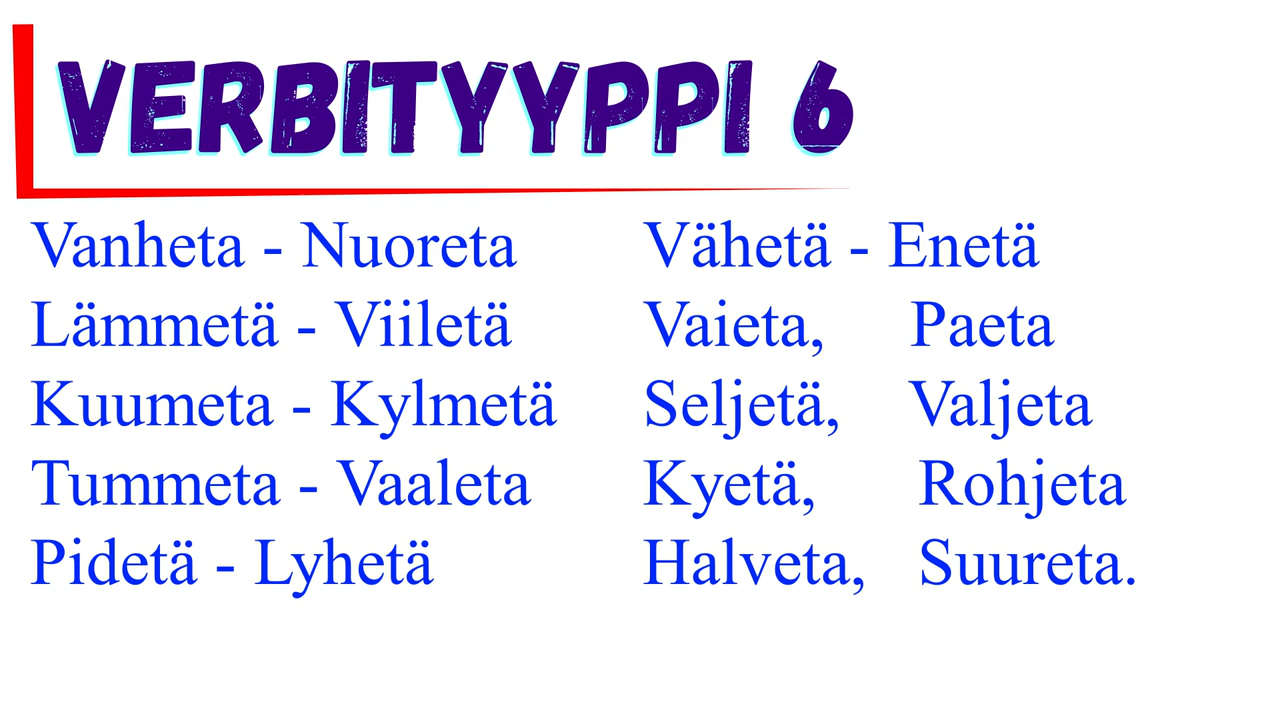 VERBITYYPPI 6
Vanheta - Nuoreta
Lämmetä - Viiletä
Kuumeta - Kylmetä
Tummeta - Vaaleta
Pidetä - Lyhetä
Vähetä - Enetä
Vaieta, Paeta
Seljetä, Valjeta
Kyetä, Rohjeta
Halveta, Suureta.